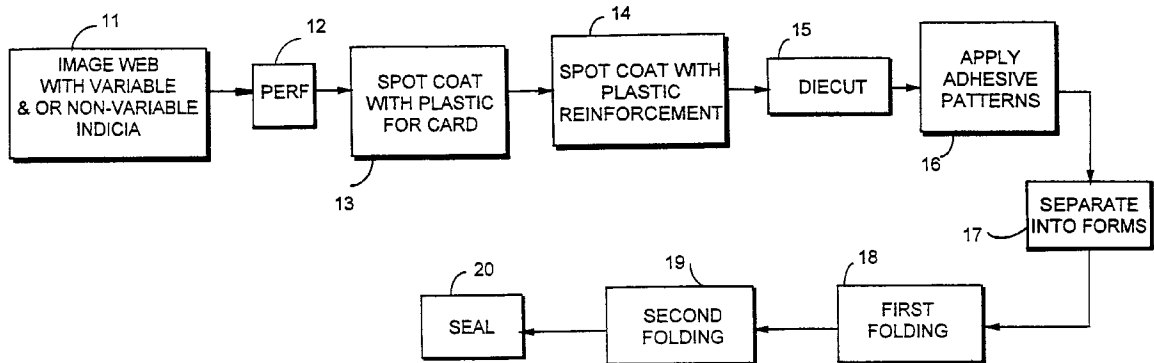 11
IMAGE WEB
WITH VARIABLE
& OR NON-VARIABLE
INDICIA
12
PERF
SPOT COAT
WITH PLASTIC
FOR CARD
13
14
SPOT COAT WITH
PLASTIC
REINFORCEMENT
15
DIECUT
APPLY
ADHESIVE
PATTERNS
16
SEPARATE
INTO FORMS
17
18
FIRST
FOLDING
19
SECOND
FOLDING
20
SEAL